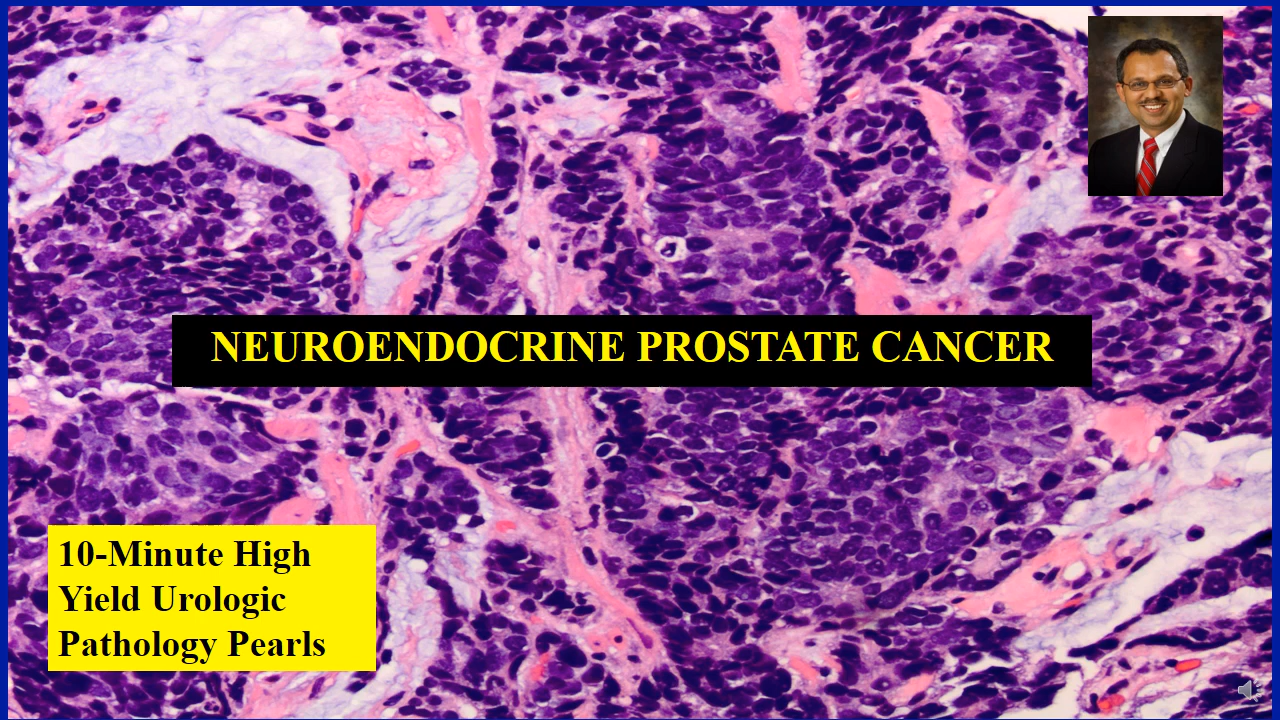 NEUROENDOCRINE PROSTATE CANCER
10-Minute High
Yield Urologic
Pathology Pearls